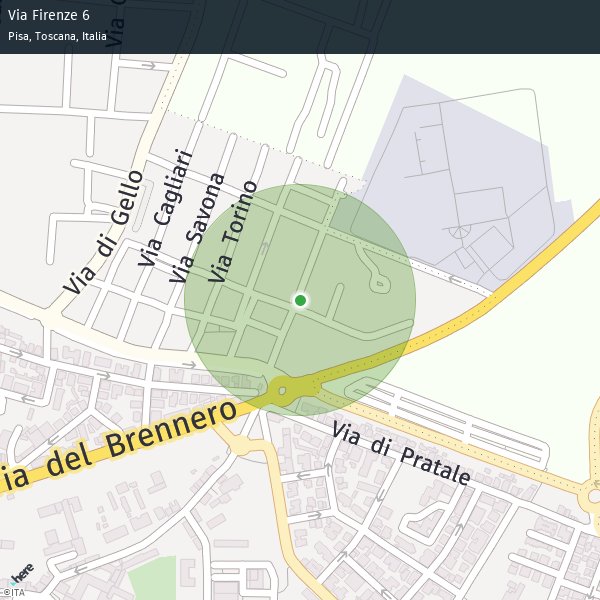 Via Firenze 6
Pisa, Toscana, Italia
Via C
Via di Gello
Via Cagliari
Via Savona
Via Torino
ia del Brennero
Via di Pratale
here
©ITA